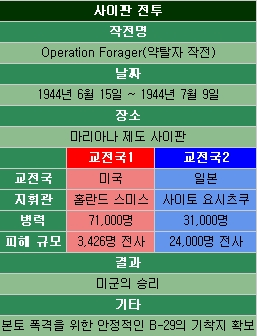 사이판 전투
작전명
Operation Forager(약탈자 작전)
날짜
1944년 6월 15일 ~ 1944년 7월 9일
장소
마리아나 제도 사이판
교전국1 교전국2
교전국 미국 일본
지휘관 홀란드 스미스 사이토 요시츠쿠
병력 71,000명 31,000명
피해 규모 3,426명 전사 24,000명 전사
결과
미군의 승리
기타
본토 폭격을 위한 안정적인 B-29의 기착지 확보